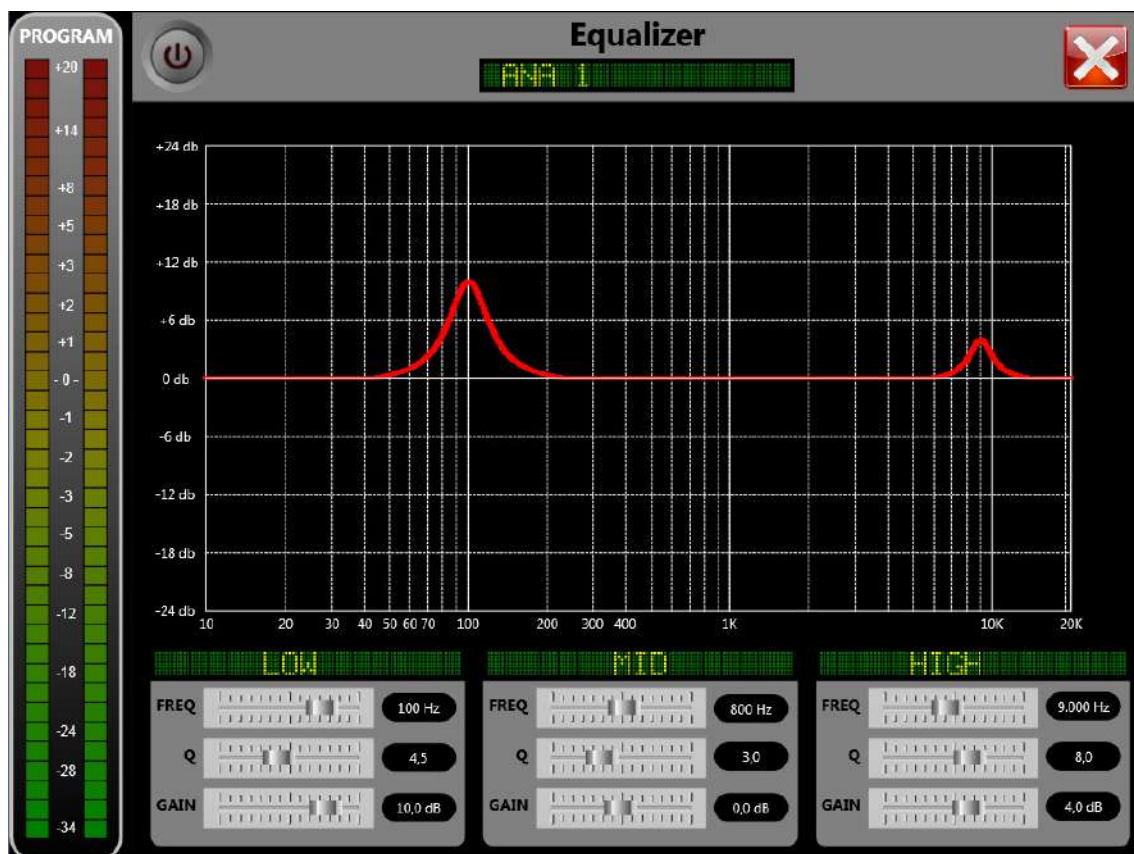 PROGRAM
+20
+14
+8
+5
+3
+2
+1
- 0 -
-1
-2
-3
-5
-8
-12
-18
-24
-28
-34
Equalizer
ANA 1
+24 db
+18 db
+12 db
+6 db
0 db
-6 db
-12 db
-18 db
-24 db
10 20 30 40 50 60 70 100 200 300 400 1K 10K 20K
LOW
FREQ 100 Hz
Q 4,5
GAIN 10,0 dB
MID
FREQ 800 Hz
Q 3,0
GAIN 0,0 dB
HIGH
FREQ 9.000 Hz
Q 8,0
GAIN 4,0 dB